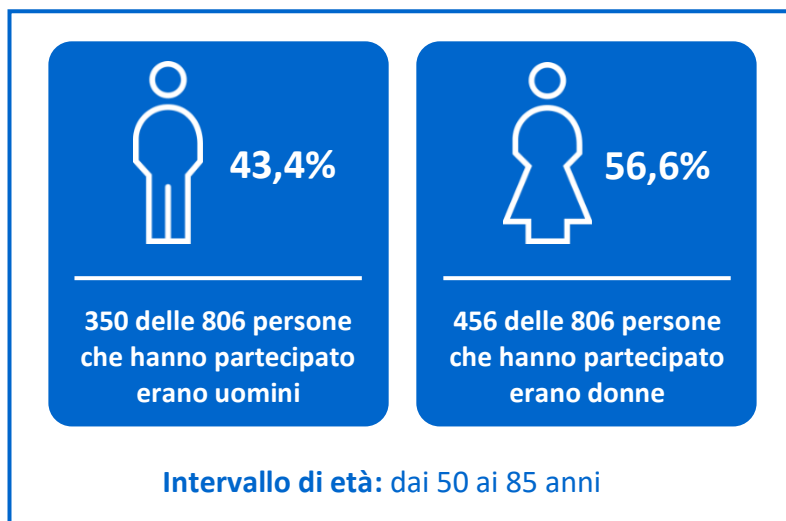 43,4%
350 delle 806 persone
che hanno partecipato
erano uomini
56,6%
456 delle 806 persone
che hanno partecipato
erano donne
Intervallo di età: dai 50 ai 85 anni